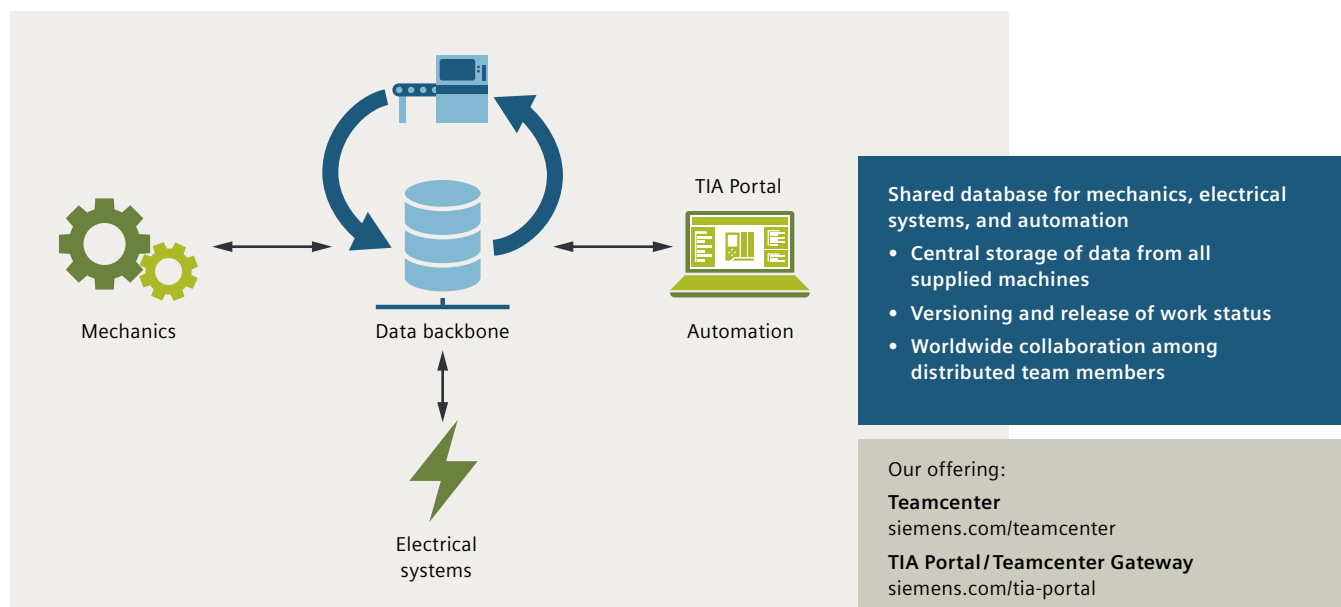 TIA Portal
Mechanics
Data backbone
Automation
Electrical
systems
Shared database for mechanics, electrical
systems, and automation
• Central storage of data from all
supplied machines
• Versioning and release of work status
• Worldwide collaboration among
distributed team members
Our offering:
Teamcenter
siemens.com/teamcenter
TIA Portal/Teamcenter Gateway
siemens.com/tia-portal